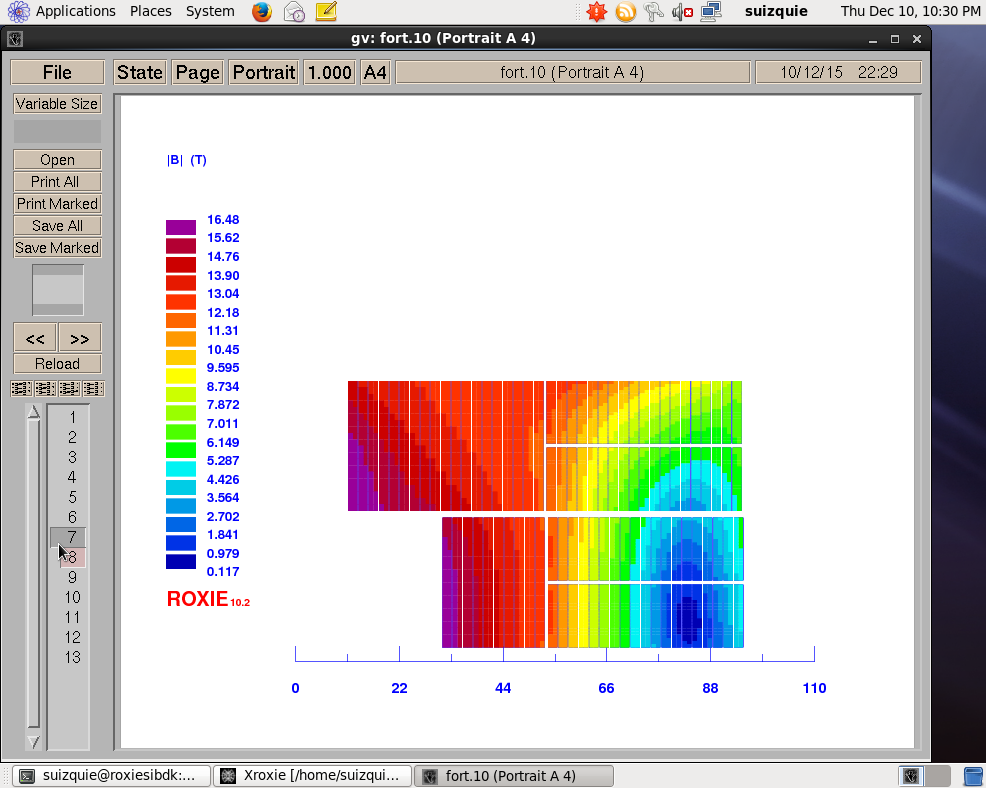 Applications Places System suizquie Thu Dec 10, 10:30 PM
gv: fort.10 (Portrait A 4)
File State Page Portrait 1.000 A4 fort.10 (Portrait A 4) 10/12/15 22:29
Variable Size
Open
Print All
Print Marked
Save All
Save Marked
<< >>
Reload
1
2
3
4
5
6
7
8
9
10
11
12
13
|B| (T)
16.48
15.62
14.76
13.90
13.04
12.18
11.31
10.45
9.595
8.734
7.872
7.011
6.149
5.287
4.426
3.564
2.702
1.841
0.979
0.117
ROXIE 10.2
0 22 44 66 88 110
suizquie@roxiesibdk:... Xroxie [/home/suizqui... fort.10 (Portrait A 4)